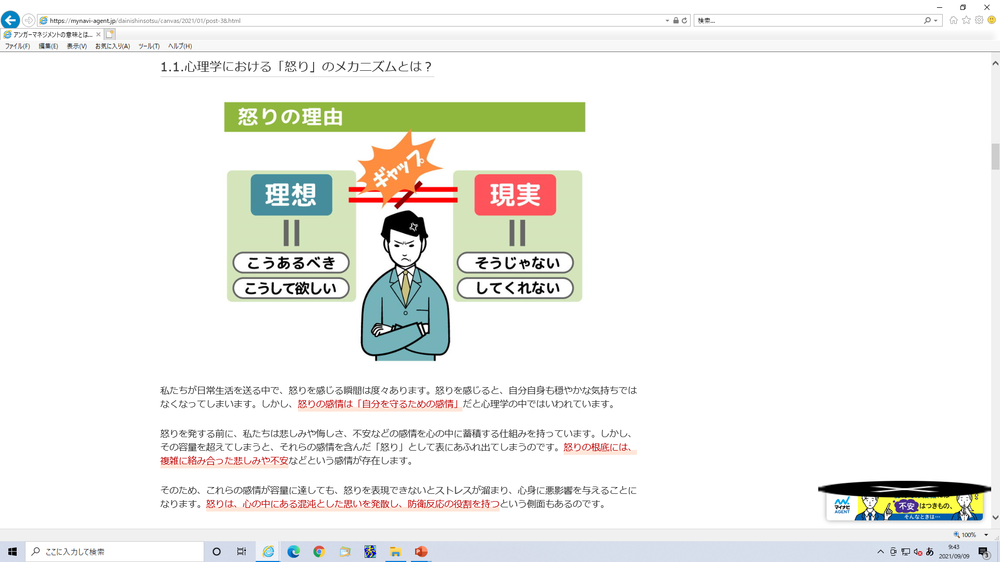 https://mynavi-agent.jp/dainishinsotsu/canvas/2021/01/post-38.html
検索...
アンガーマネジメントの意味とは...
ファイル(F) 編集(E) 表示(V) お気に入り(A) ツール(T) ヘルプ(H)
1.1.心理学における「怒り」のメカニズムとは？
怒りの理由
ギャップ
理想
現実
こうあるべき
そうじゃない
こうして欲しい
してくれない
私たちが日常生活を送る中で、怒りを感じる瞬間は度々あります。怒りを感じると、自分自身も穏やかな気持ちでは
なくなってしまいます。しかし、怒りの感情は「自分を守るための感情」だと心理学の中ではいわれています。
怒りを発する前に、私たちは悲しみや悔しさ、不安などの感情を心の中に蓄積する仕組みを持っています。しかし、
その容量を超えてしまうと、それらの感情を含んだ「怒り」として表にあふれ出てしまうのです。怒りの根底には、
複雑に絡み合った悲しみや不安などという感情が存在します。
そのため、これらの感情が容量に達しても、怒りを表現できないとストレスが溜まり、心身に悪影響を与えることに
なります。怒りは、心の中にある混沌とした思いを発散し、防衛反応の役割を持つという側面もあるのです。
マイナビ
AGENT
不安はつきもの、
そんなときは…
100%
ここに入力して検索
秀
P
あ
9:43
2021/09/09
3